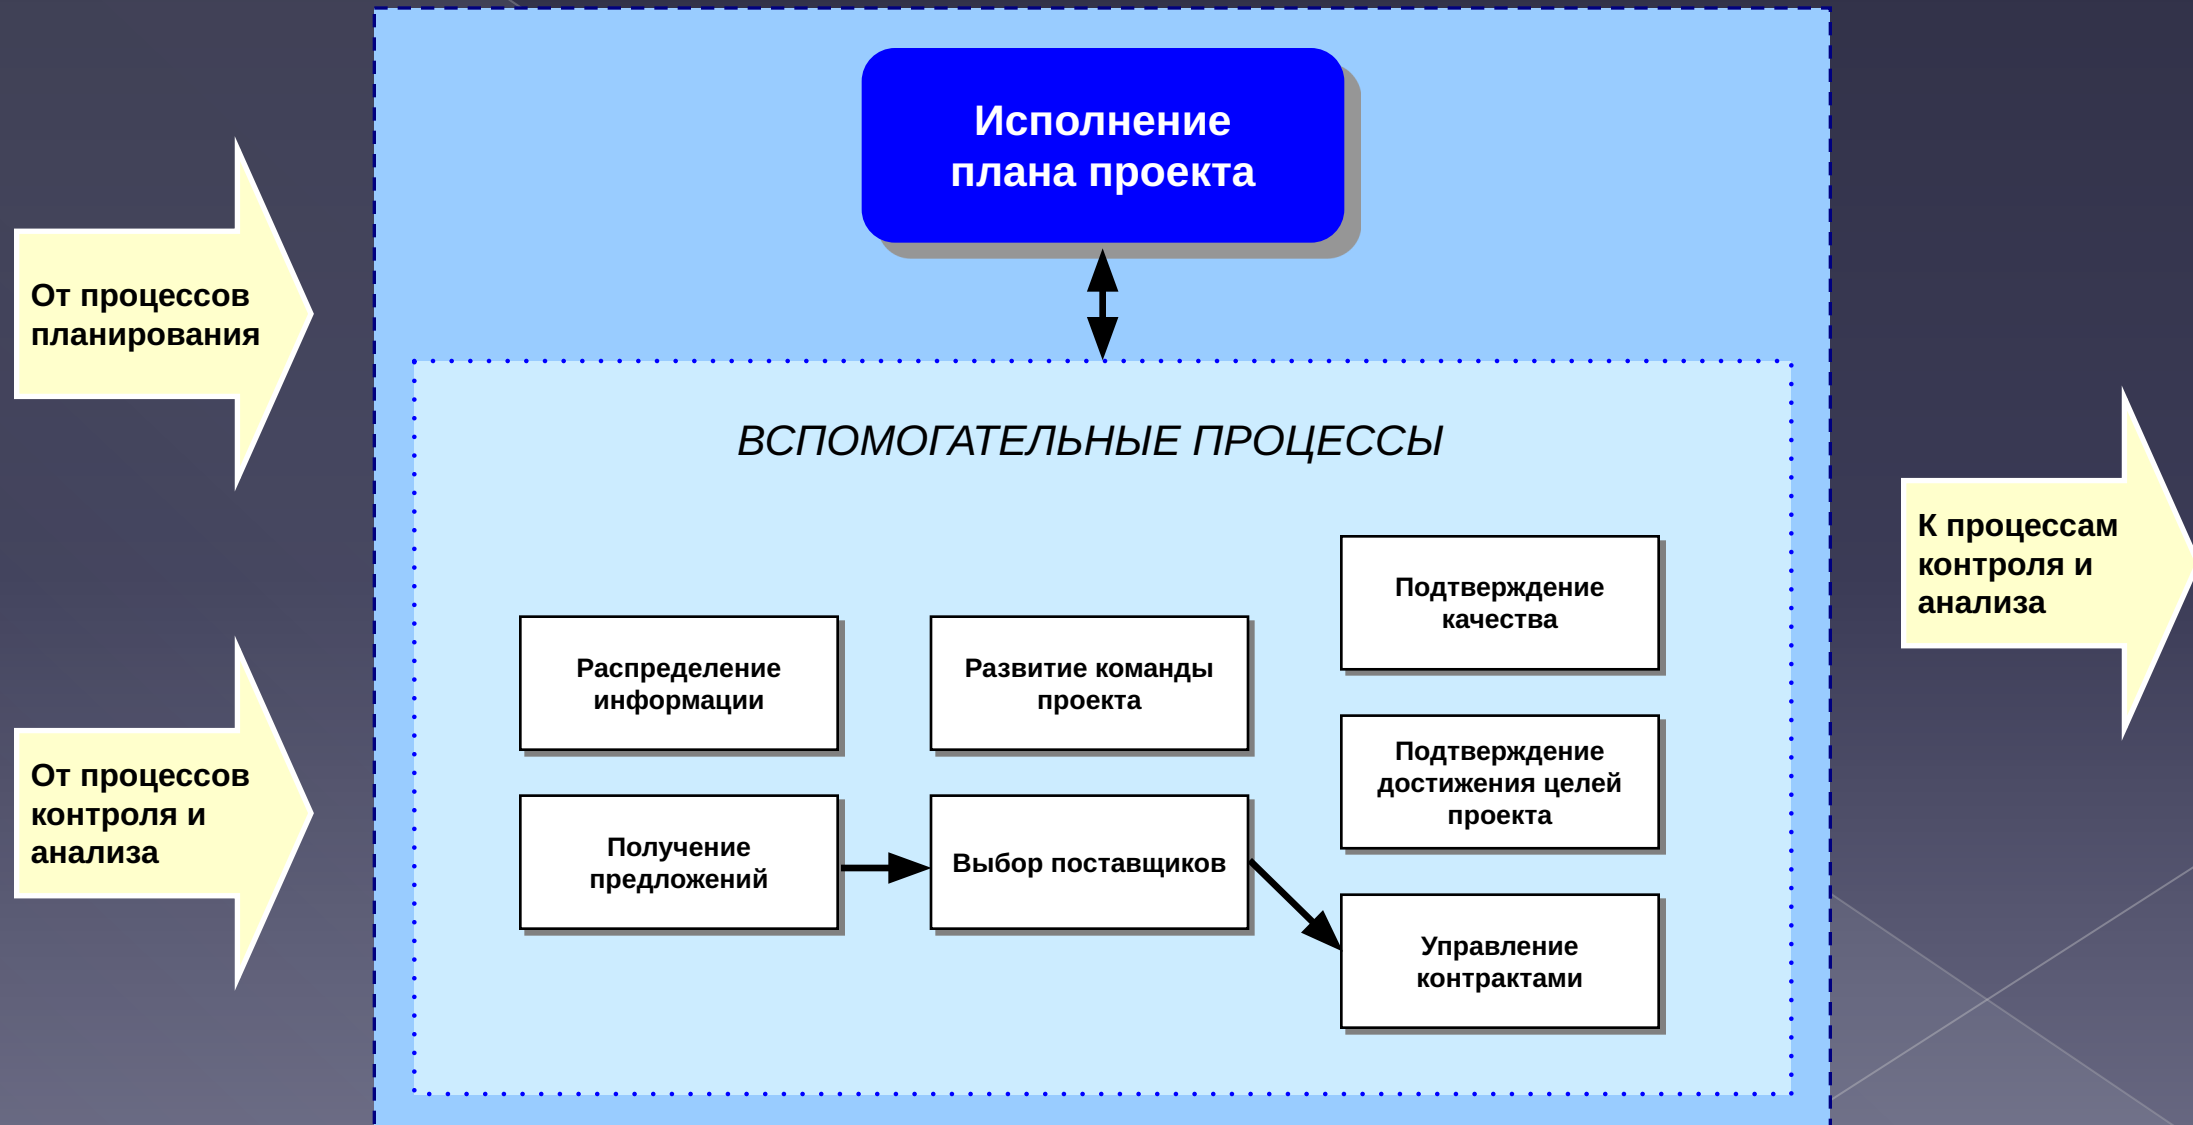 Исполнение
плана проекта
От процессов
планирования
ВСПОМОГАТЕЛЬНЫЕ ПРОЦЕССЫ
К процессам
контроля и
анализа
Подтверждение
качества
Распределение
информации
Развитие команды
проекта
Подтверждение
достижения целей
проекта
От процессов
контроля и
анализа
Получение
предложений
Выбор поставщиков
Управление
контрактами